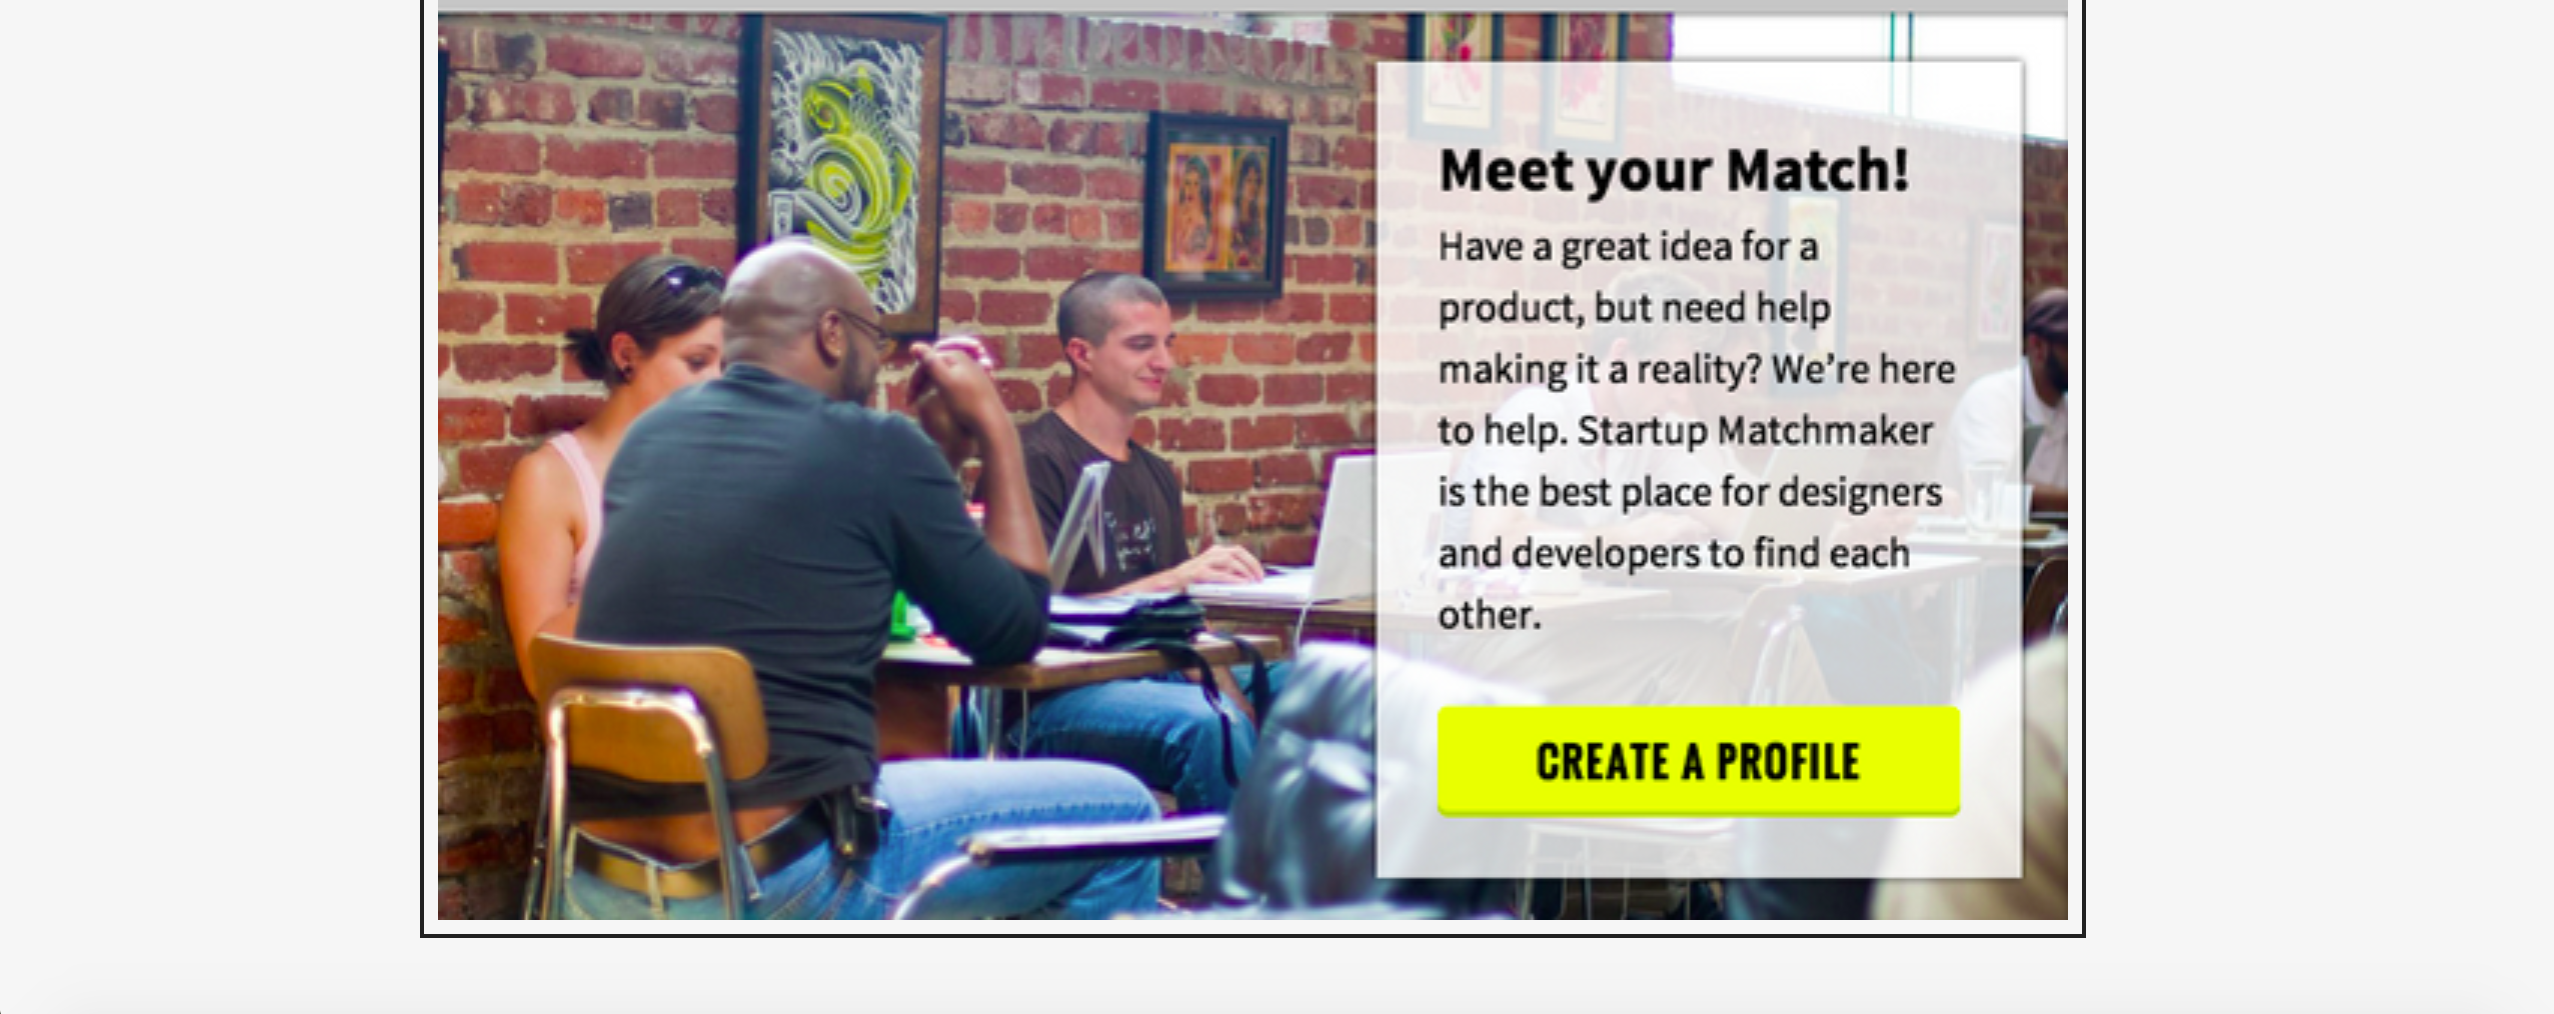 Meet your Match!
Have a great idea for a
product, but need help
making it a reality? We’re here
to help. Startup Matchmaker
is the best place for designers
and developers to find each
other.
CREATE A PROFILE